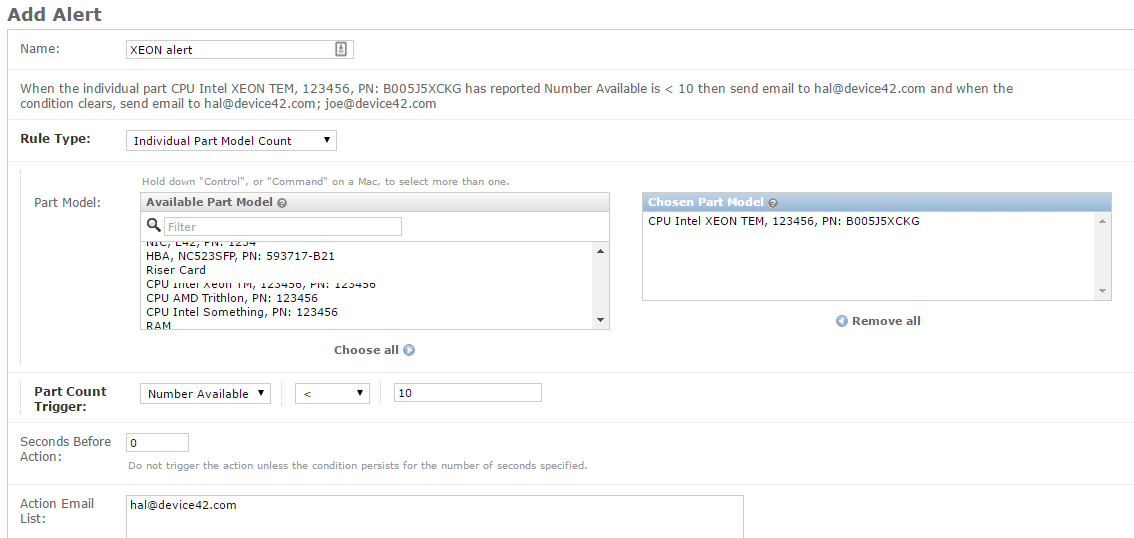 Add Alert
Name:
XEON alert
When the individual part CPU Intel XEON TEM, 123456, PN: B005J5XCKG has reported Number Available is < 10 then send email to hal@device42.com and when the
condition clears, send email to hal@device42.com; joe@device42.com
Rule Type:
Individual Part Model Count
Hold down "Control", or "Command" on a Mac, to select more than one.
Part Model:
Available Part Model
Chosen Part Model
Filter
CPU Intel XEON TEM, 123456, PN: B005J5XCKG
NIC, E42, PN: 1234
HBA, NC523SFP, PN: 593717-B21
Riser Card
CPU Intel Xeon TM, 123456, PN: 123456
CPU AMD Trithlon, PN: 123456
CPU Intel Something, PN: 123456
RAM
Remove all
Choose all
Part Count
Trigger:
Number Available
<
10
Seconds Before
Action:
0
Do not trigger the action unless the condition persists for the number of seconds specified.
Action Email
List:
hal@device42.com